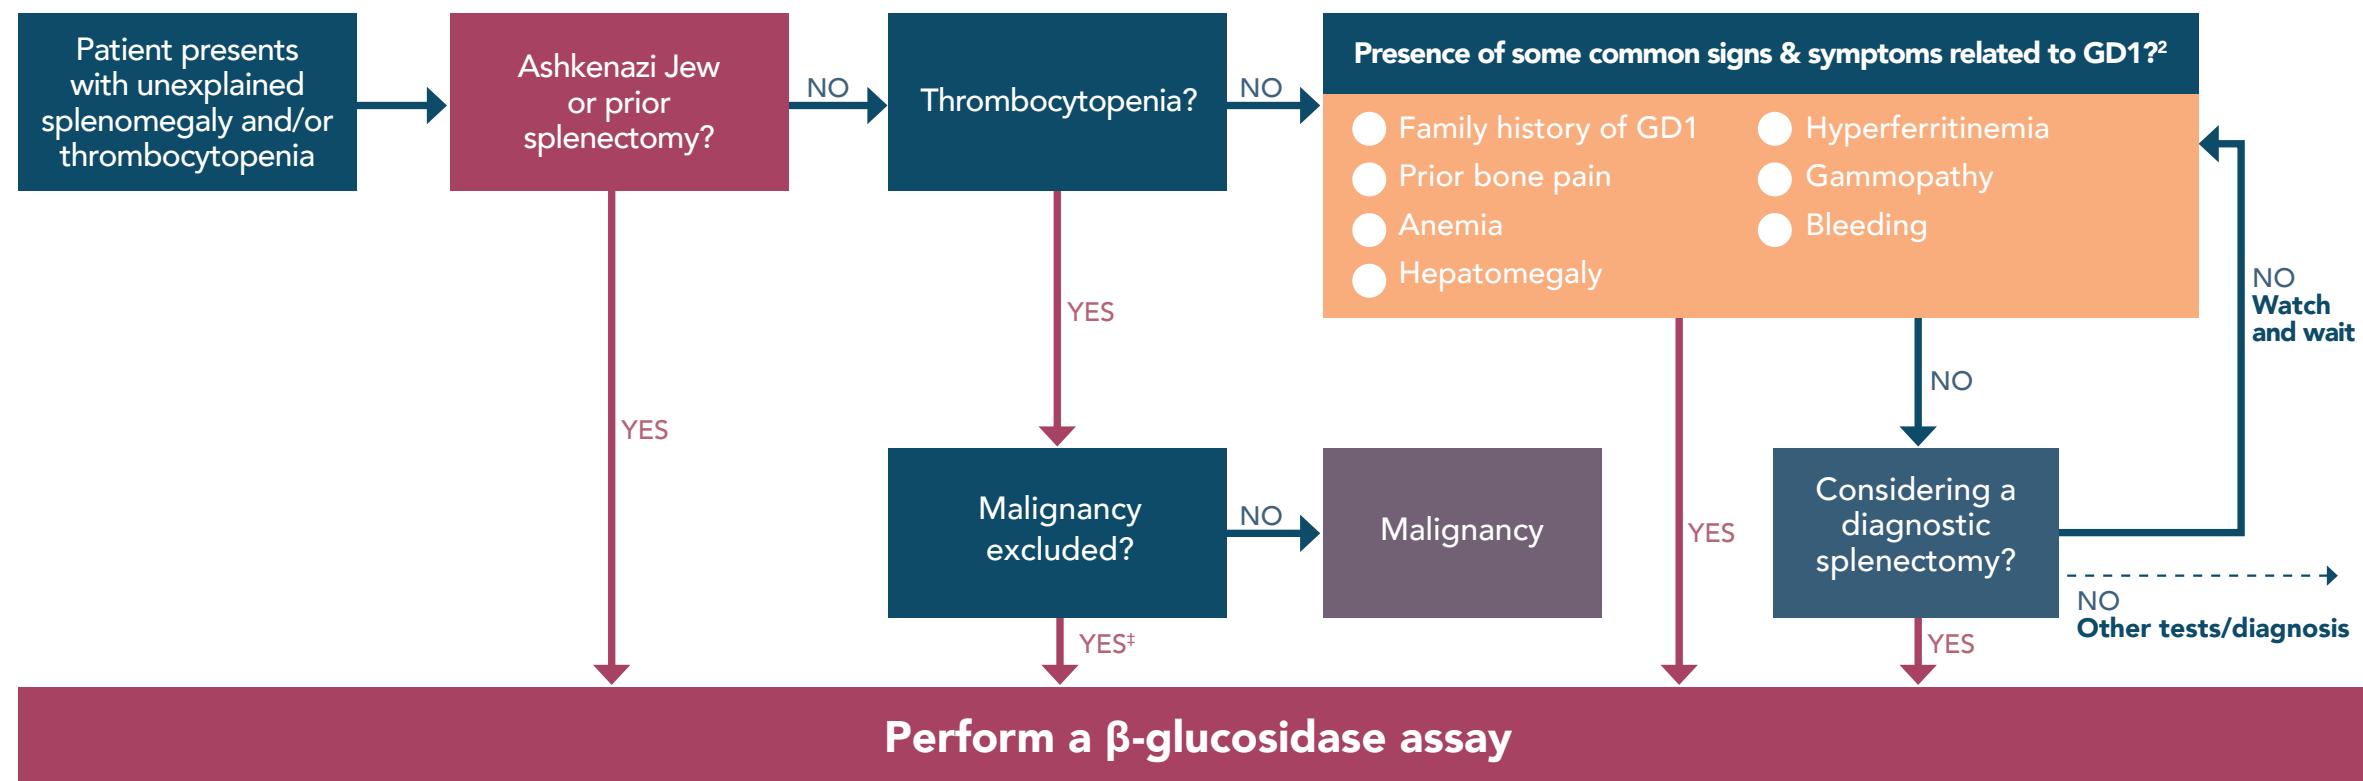 Patient presents
with unexplained
splenomegaly and/or
thrombocytopenia
Ashkenazi Jew
or prior
splenectomy?
NO
Thrombocytopenia?
NO
Presence of some common signs & symptoms related to GD1?²
Family history of GD1
Prior bone pain
Anemia
Hepatomegaly
Hyperferritinemia
Gammopathy
Bleeding
NO
Watch
and wait
YES
YES
NO
Malignancy
excluded?
NO
Malignancy
YES
Considering a
diagnostic
splenectomy?
NO
Other tests/diagnosis
YES‡
YES
Perform a β-glucosidase assay